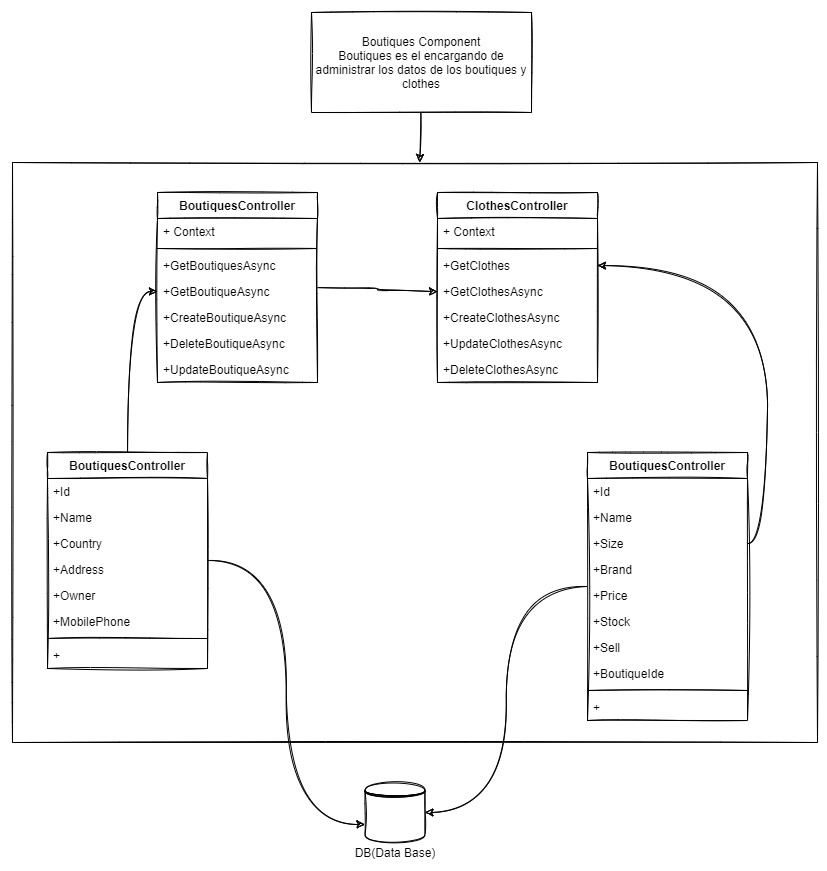 Boutiques Component
Boutiques es el encargando de
administrar los datos de los boutiques y
clothes
BoutiquesController
+ Context
+GetBoutiquesAsync
+GetBoutiqueAsync
+CreateBoutiqueAsync
+DeleteBoutiqueAsync
+UpdateBoutiqueAsync
ClothesController
+ Context
+GetClothes
+GetClothesAsync
+CreateClothesAsync
+UpdateClothesAsync
+DeleteClothesAsync
BoutiquesController
+Id
+Name
+Country
+Address
+Owner
+MobilePhone
+
BoutiquesController
+Id
+Name
+Size
+Brand
+Price
+Stock
+Sell
+BoutiqueIde
+
DB(Data Base)